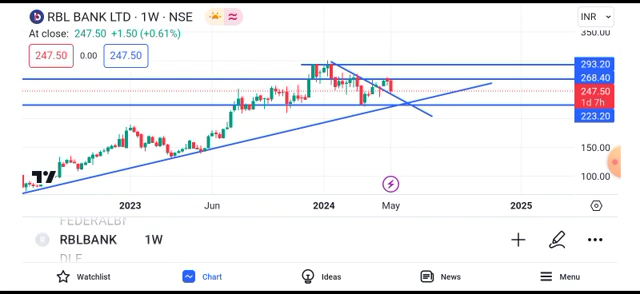 RBL BANK LTD · 1W · NSE
INR
At close: 247.50 +1.50 (+0.61%)
350.00
247.50 0.00 247.50
293.20
268.40
247.50
1d 7h
223.20
150.00
100.00
2023 Jun 2024 May 2025
FEDERALBNK
RBLBANK 1W
DLF
Watchlist Chart Ideas News Menu